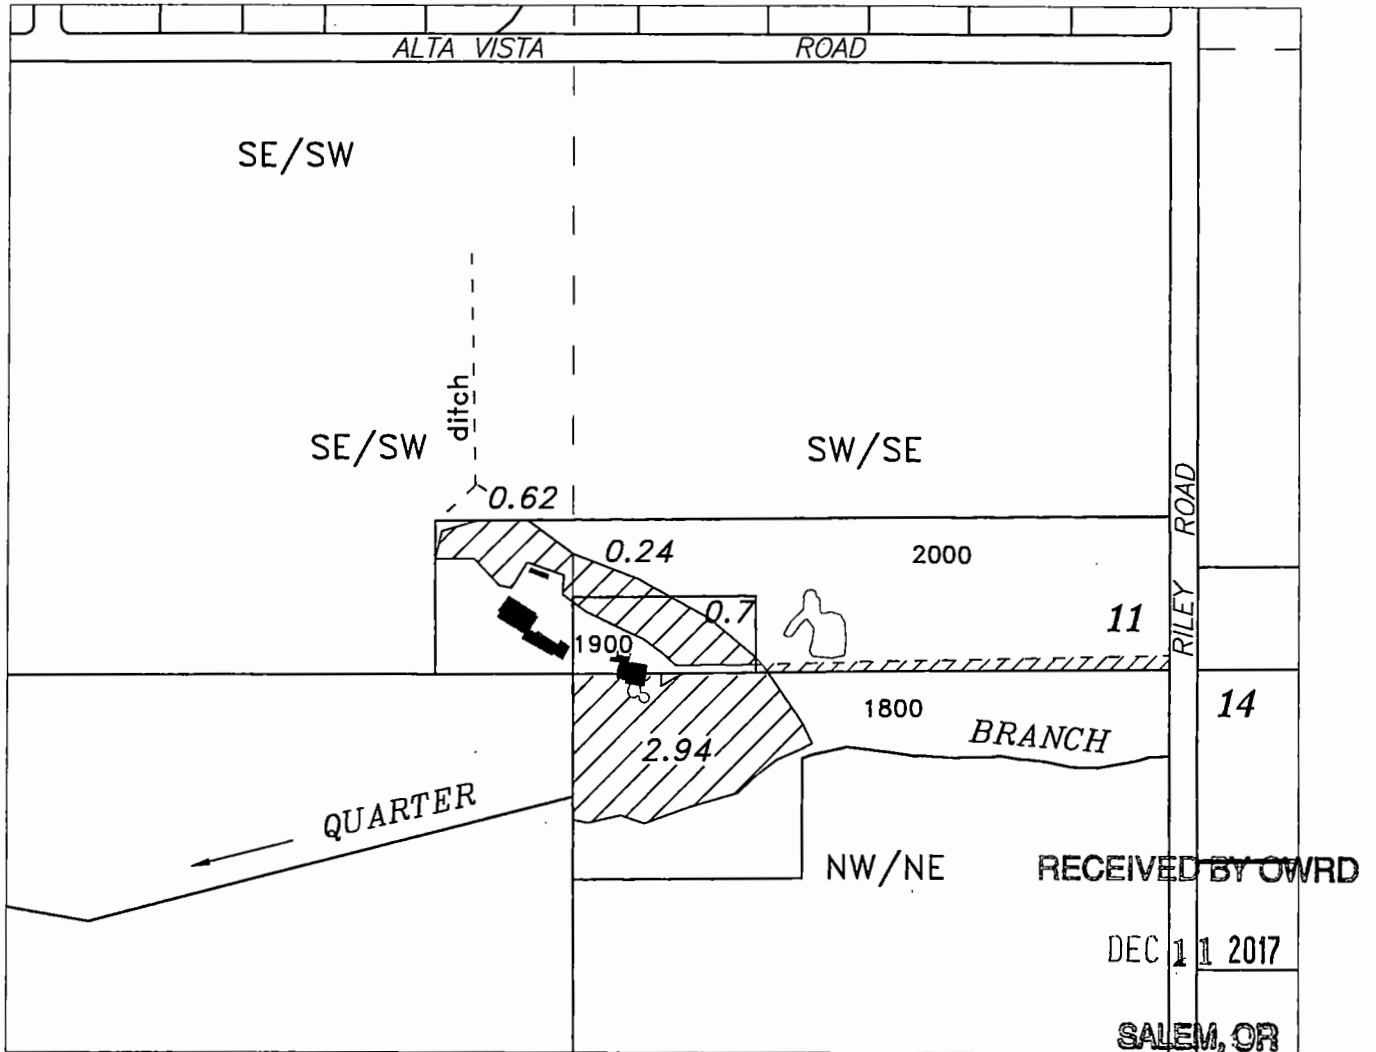 ALTA VISTA ROAD
SE/SW
ditch
SE/SW
SW/SE
RILEY ROAD
0.62
0.24
2000
0.7
11
1900
1800
14
BRANCH
2.94
QUARTER
NW/NE
RECEIVED BY OWRD
DEC 11 2017
SALEM, OR